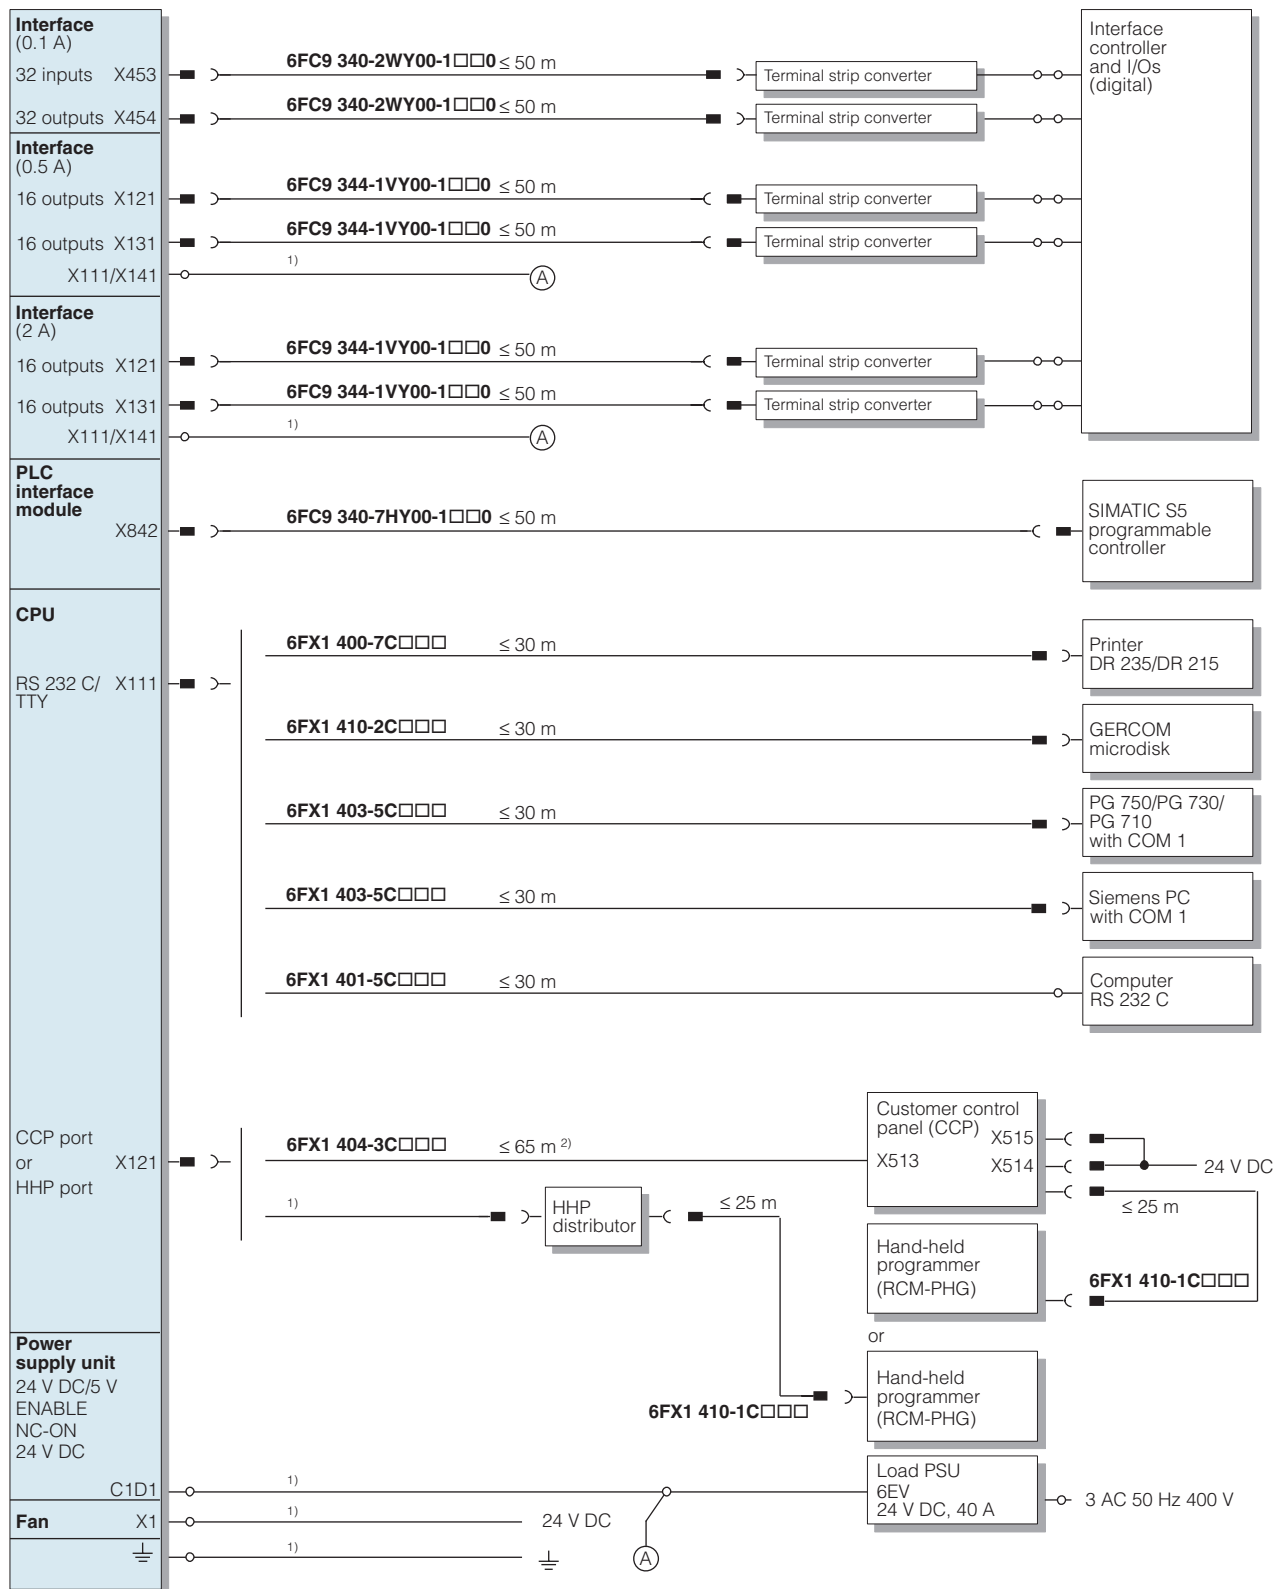 Interface
(0.1 A)
32 inputs X453
6FC9 340-2WY00-1□□0 ≤ 50 m
Terminal strip converter
32 outputs X454
6FC9 340-2WY00-1□□0 ≤ 50 m
Terminal strip converter
Interface
controller
and I/Os
(digital)
Interface
(0.5 A)
16 outputs X121
6FC9 344-1VY00-1□□0 ≤ 50 m
Terminal strip converter
16 outputs X131
6FC9 344-1VY00-1□□0 ≤ 50 m
Terminal strip converter
X111/X141
1)
A
Interface
(2 A)
16 outputs X121
6FC9 344-1VY00-1□□0 ≤ 50 m
Terminal strip converter
16 outputs X131
6FC9 344-1VY00-1□□0 ≤ 50 m
Terminal strip converter
X111/X141
1)
A
PLC
interface
module
X842
6FC9 340-7HY00-1□□0 ≤ 50 m
SIMATIC S5
programmable
controller
CPU
RS 232 C/ X111
TTY
6FX1 400-7C□□□ ≤ 30 m
Printer
DR 235/DR 215
6FX1 410-2C□□□ ≤ 30 m
GERCOM
microdisk
6FX1 403-5C□□□ ≤ 30 m
PG 750/PG 730/
PG 710
with COM 1
6FX1 403-5C□□□ ≤ 30 m
Siemens PC
with COM 1
6FX1 401-5C□□□ ≤ 30 m
Computer
RS 232 C
CCP port
or X121
HHP port
6FX1 404-3C□□□ ≤ 65 m 2)
Customer control
panel (CCP)
X515
X513
X514
24 V DC
≤ 25 m
1)
HHP
distributor
≤ 25 m
Hand-held
programmer
(RCM-PHG)
6FX1 410-1C□□□
or
Hand-held
programmer
(RCM-PHG)
6FX1 410-1C□□□
Power
supply unit
24 V DC/5 V
ENABLE
NC-ON
24 V DC
C1D1
1)
Load PSU
6EV
24 V DC, 40 A
3 AC 50 Hz 400 V
Fan X1
1)
24 V DC
1)
A